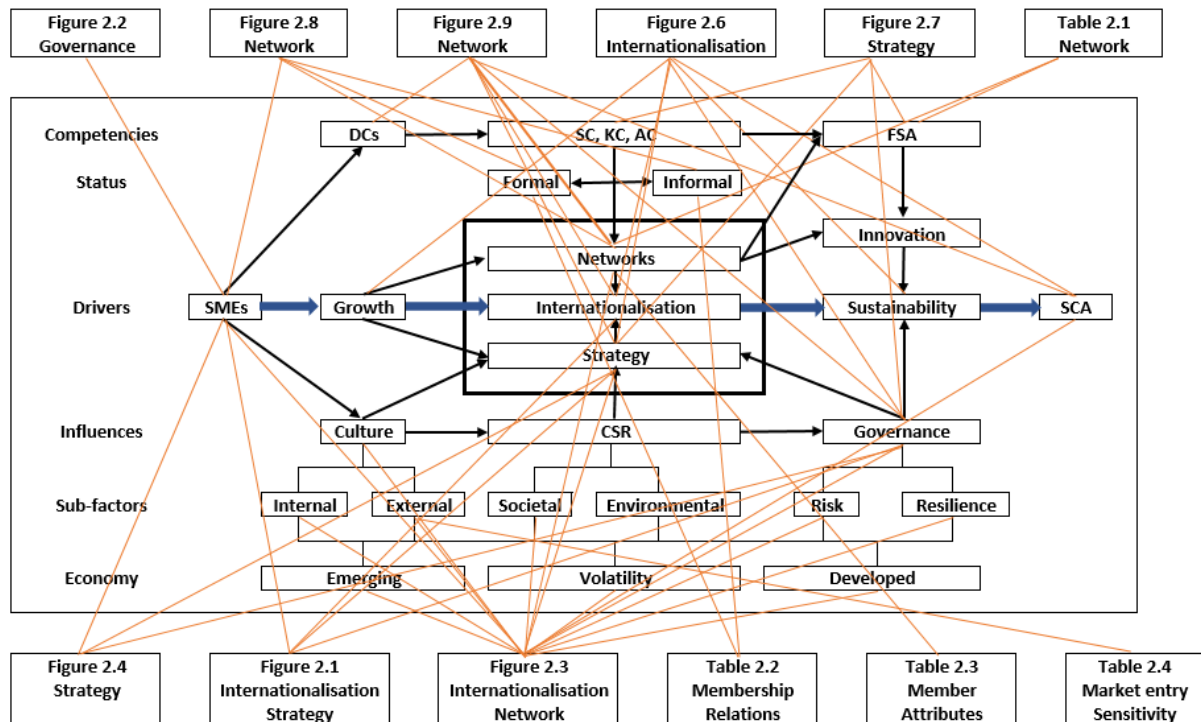 Figure 2.2
Governance
Figure 2.8
Network
Figure 2.9
Network
Figure 2.6
Internationalisation
Figure 2.7
Strategy
Table 2.1
Network
Competencies
DCs
SC, KC, AC
FSA
Status
Formal
Informal
Innovation
Networks
Drivers
SMEs
Growth
Internationalisation
Sustainability
SCA
Strategy
Influences
Culture
CSR
Governance
Sub-factors
Internal
External
Societal
Environmental
Risk
Resilience
Economy
Emerging
Volatility
Developed
Figure 2.4
Strategy
Figure 2.1
Internationalisation
Strategy
Figure 2.3
Internationalisation
Network
Table 2.2
Membership
Relations
Table 2.3
Member
Attributes
Table 2.4
Market entry
Sensitivity